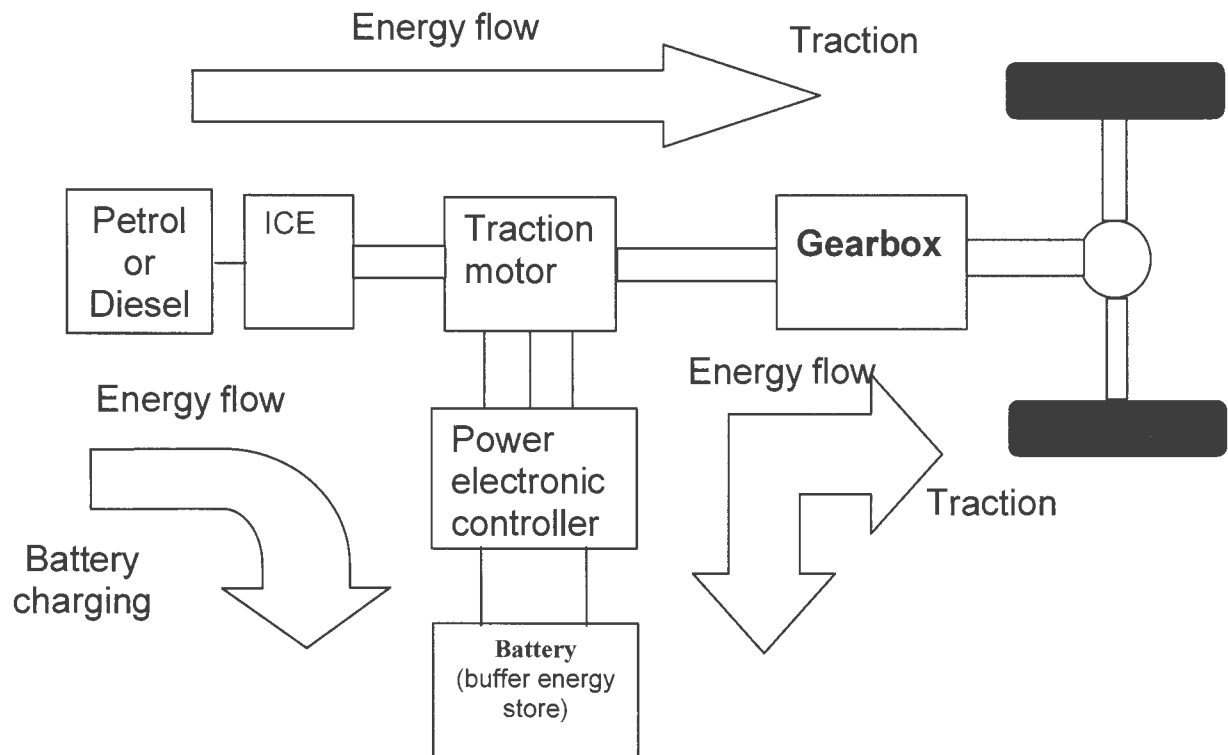 Energy flow
Traction
Petrol
or
Diesel
ICE
Traction
motor
Gearbox
Energy flow
Energy flow
Power
electronic
controller
Traction
Battery
charging
Battery
(buffer energy
store)